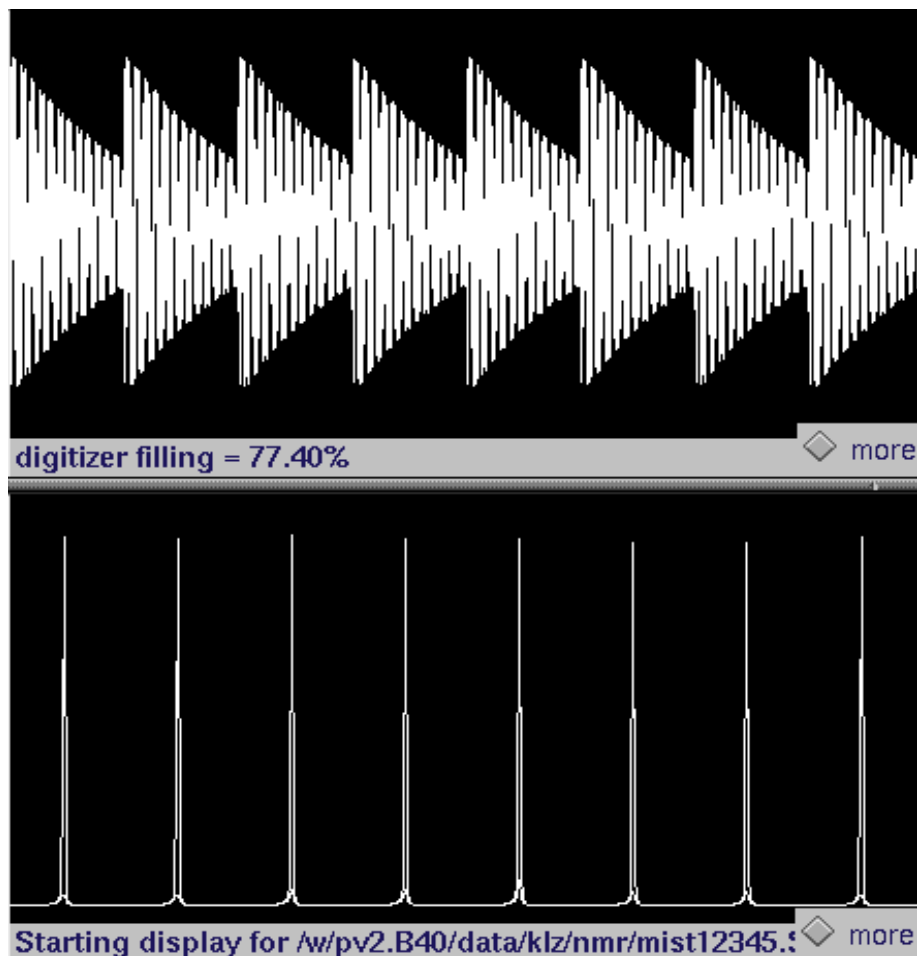 digitizer filling = 77.40%
more
Starting display for /w/pv2.B40/data/klz/nmr/mist12345.
more